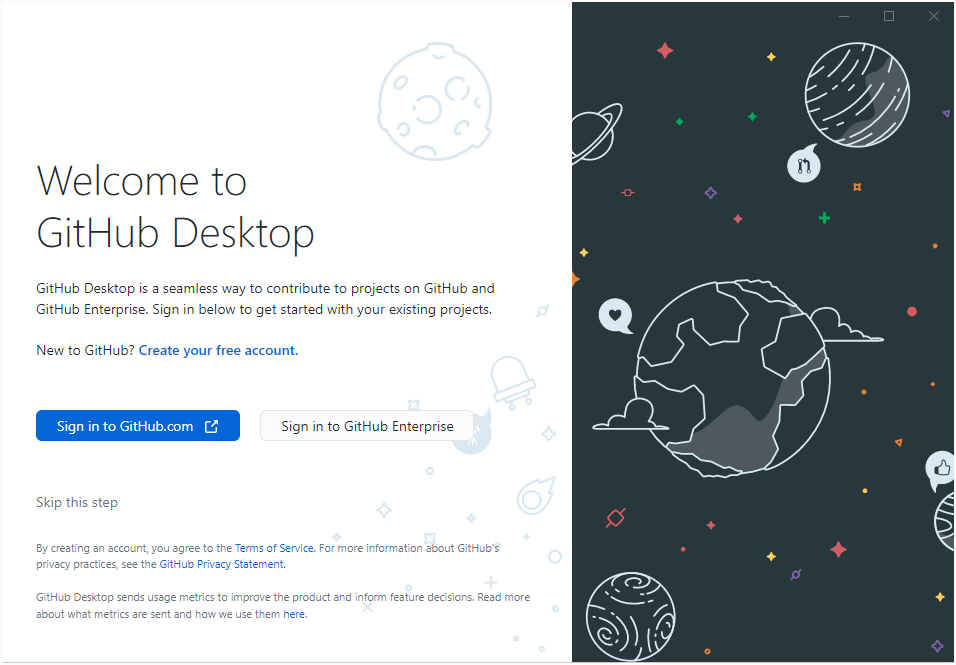 Welcome to
GitHub Desktop
GitHub Desktop is a seamless way to contribute to projects on GitHub and
GitHub Enterprise. Sign in below to get started with your existing projects.
New to GitHub? Create your free account.
Sign in to GitHub.com
Sign in to GitHub Enterprise
Skip this step
By creating an account, you agree to the Terms of Service. For more information about GitHub's
privacy practices, see the GitHub Privacy Statement.
GitHub Desktop sends usage metrics to improve the product and inform feature decisions. Read more
about what metrics are sent and how we use them here.